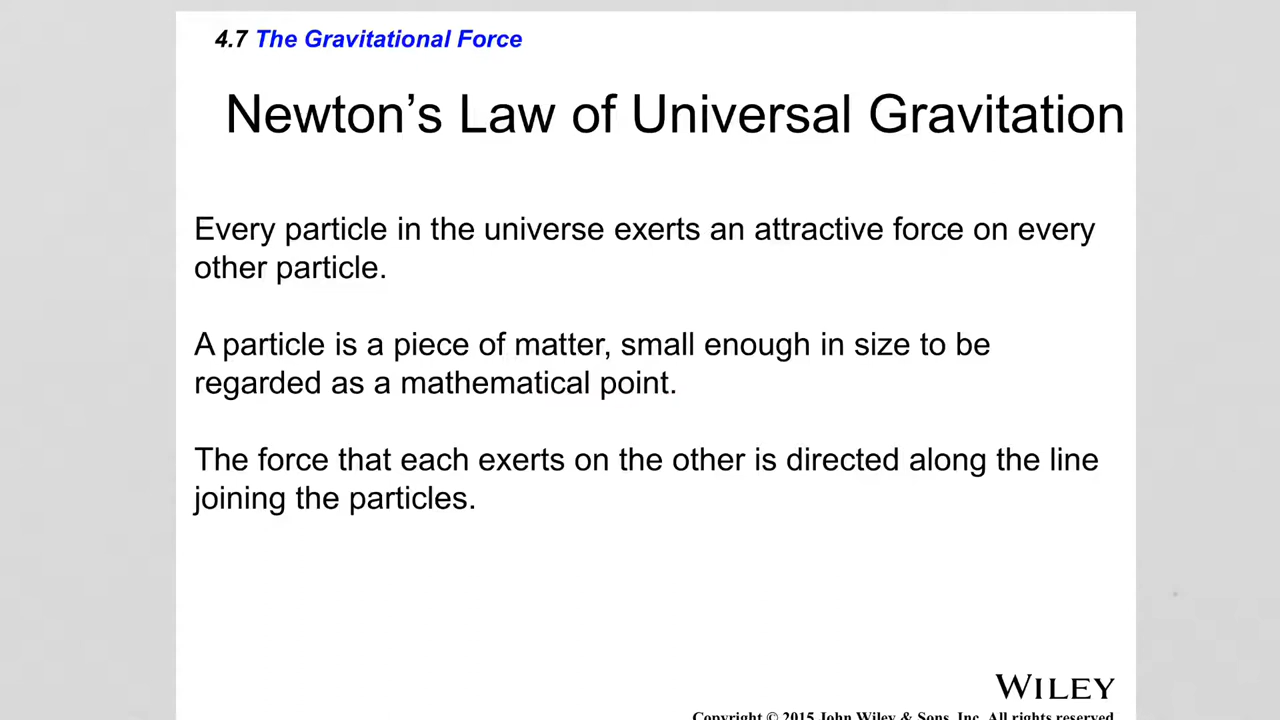 4.7 The Gravitational Force
Newton’s Law of Universal Gravitation
Every particle in the universe exerts an attractive force on every
other particle.
A particle is a piece of matter, small enough in size to be
regarded as a mathematical point.
The force that each exerts on the other is directed along the line
joining the particles.
WILEY
Copyright © 2015 John Wiley & Sons, Inc. All rights reserved.